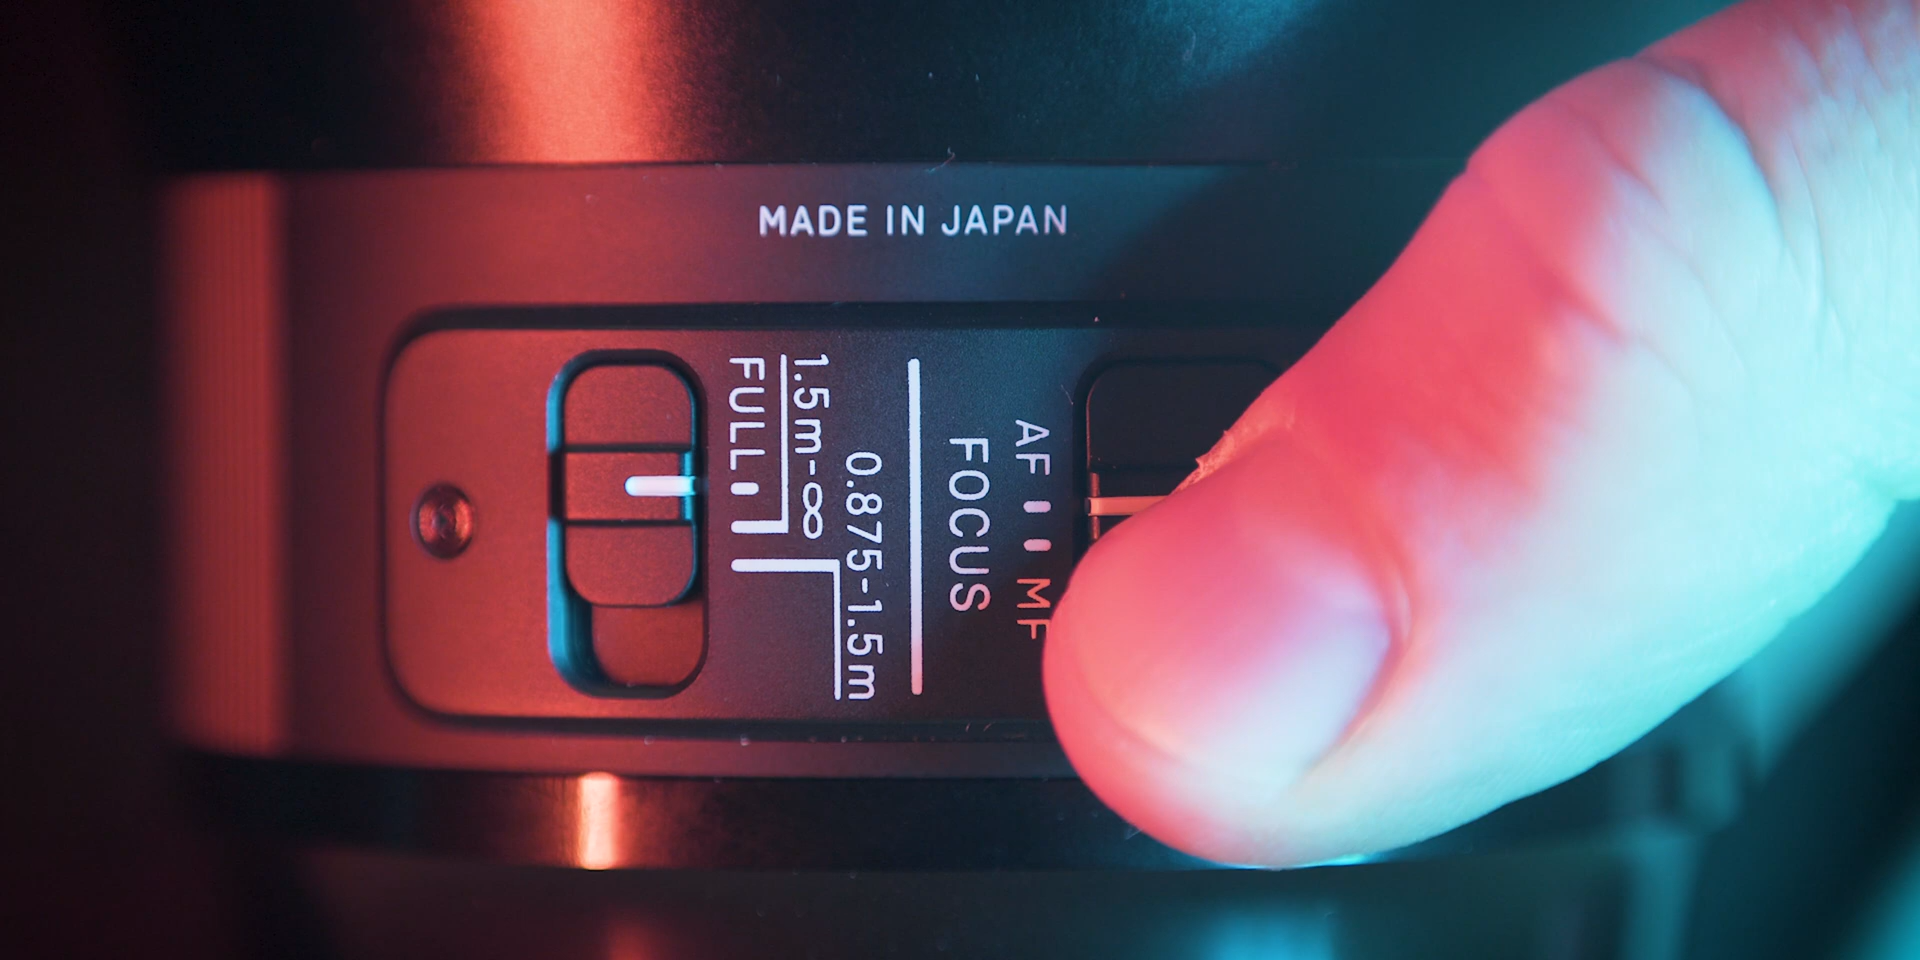 MADE IN JAPAN
AF MF
FOCUS
0.875-1.5m
1.5m-∞
FULL